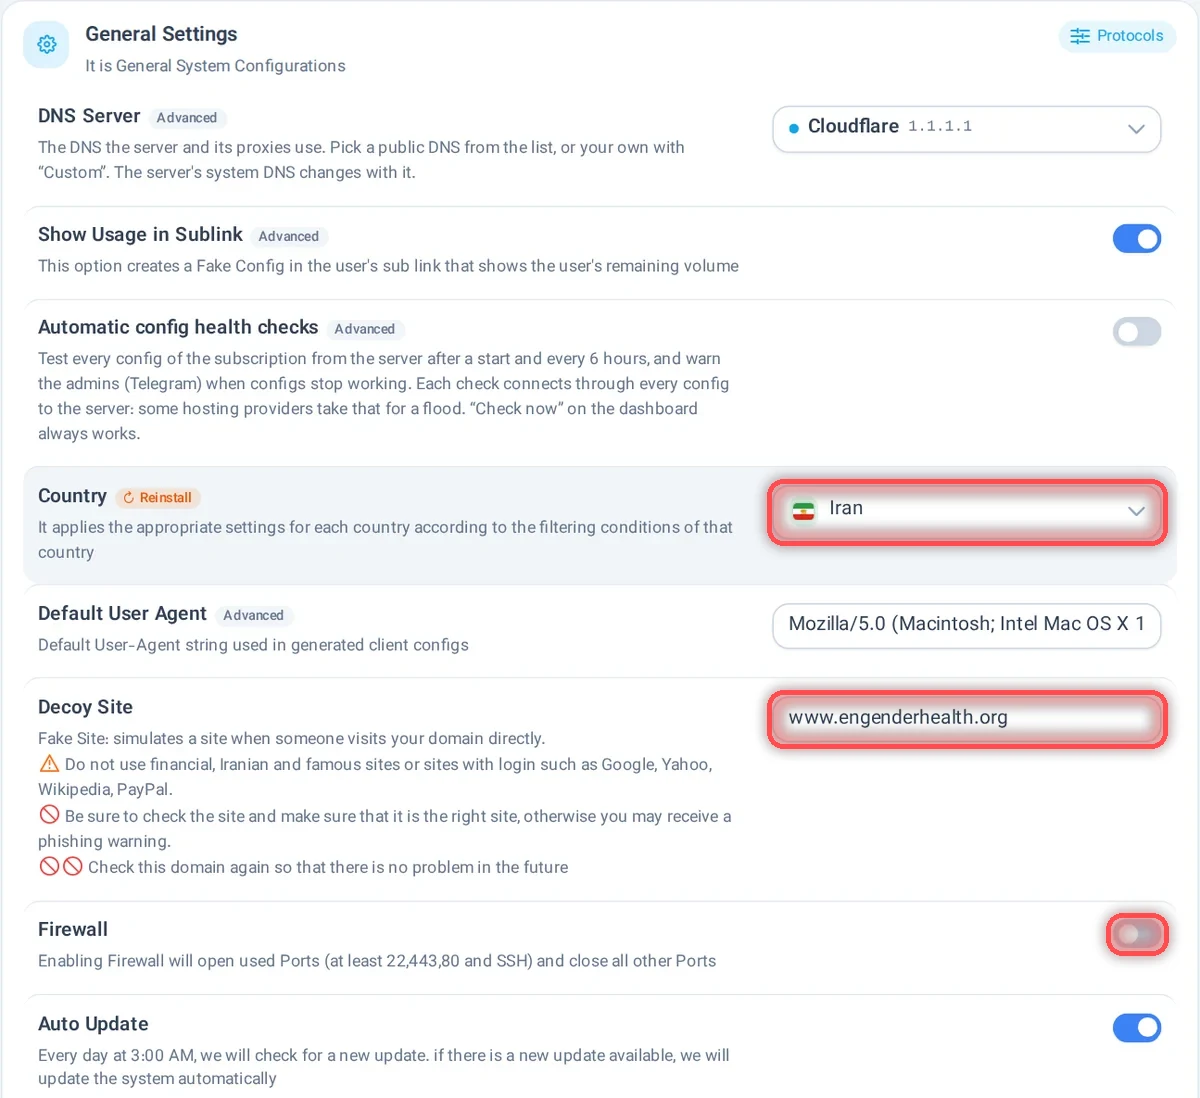 General Settings
Protocols
It is General System Configurations
DNS Server Advanced
Cloudflare 1.1.1.1
The DNS the server and its proxies use. Pick a public DNS from the list, or your own with
“Custom”. The server's system DNS changes with it.
Show Usage in Sublink Advanced
This option creates a Fake Config in the user's sub link that shows the user's remaining volume
Automatic config health checks Advanced
Test every config of the subscription from the server after a start and every 6 hours, and warn
the admins (Telegram) when configs stop working. Each check connects through every config
to the server: some hosting providers take that for a flood. “Check now” on the dashboard
always works.
Country Reinstall
Iran
It applies the appropriate settings for each country according to the filtering conditions of that
country
Default User Agent Advanced
Mozilla/5.0 (Macintosh; Intel Mac OS X 1
Default User-Agent string used in generated client configs
Decoy Site
www.engenderhealth.org
Fake Site: simulates a site when someone visits your domain directly.
⚠ Do not use financial, Iranian and famous sites or sites with login such as Google, Yahoo,
Wikipedia, PayPal.
🚫 Be sure to check the site and make sure that it is the right site, otherwise you may receive a
phishing warning.
🚫🚫 Check this domain again so that there is no problem in the future
Firewall
Enabling Firewall will open used Ports (at least 22,443,80 and SSH) and close all other Ports
Auto Update
Every day at 3:00 AM, we will check for a new update. if there is a new update available, we will
update the system automatically